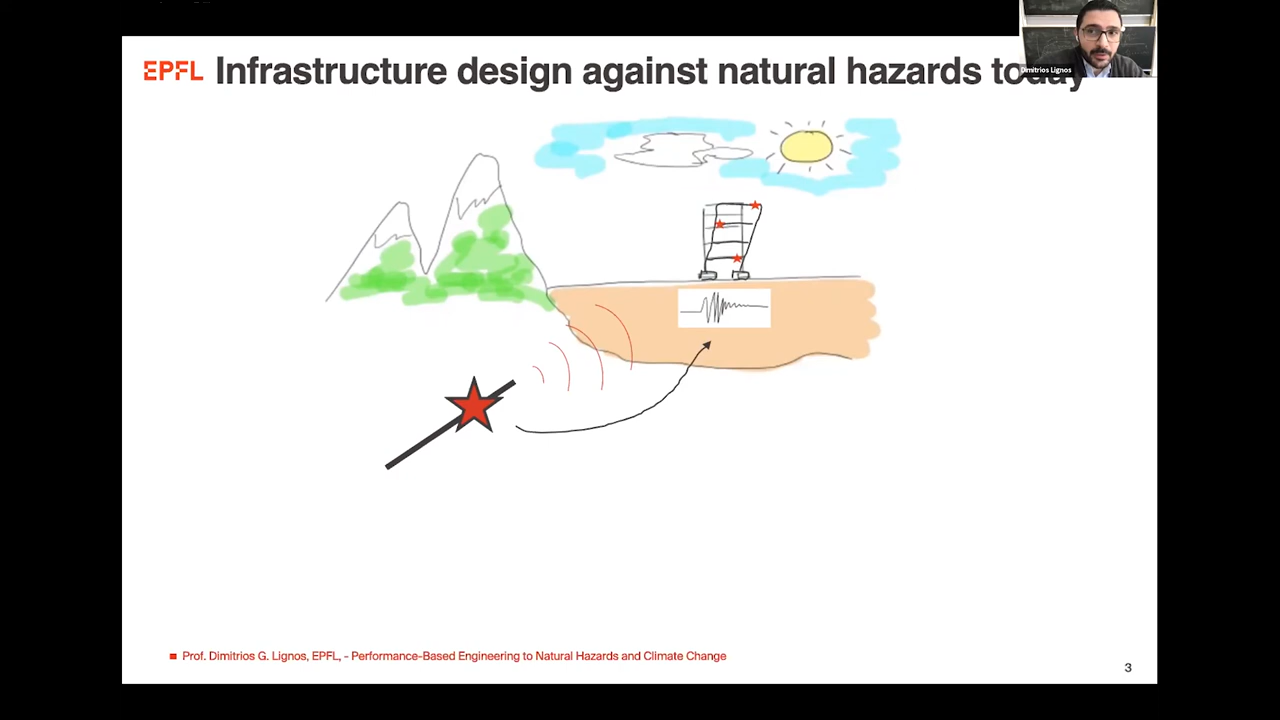 EPFL Infrastructure design against natural hazards today
Dimitrios Lignos
Prof. Dimitrios G. Lignos, EPFL, - Performance-Based Engineering to Natural Hazards and Climate Change
3